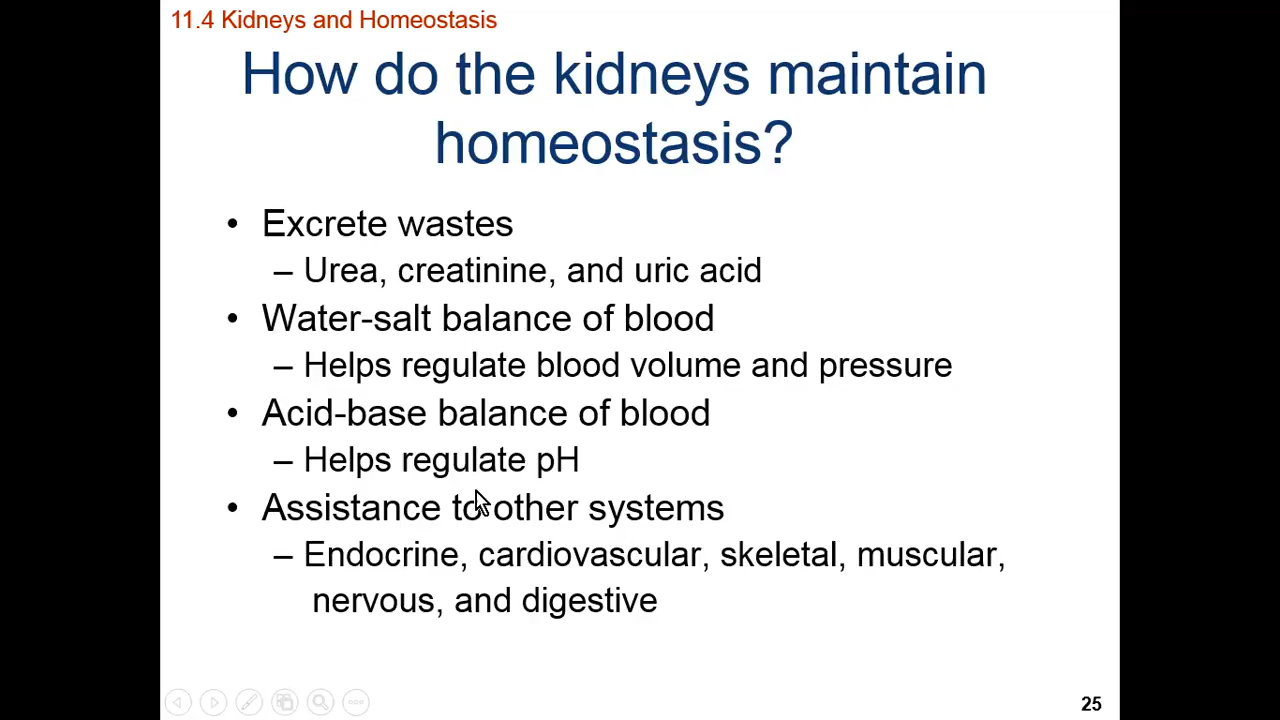 11.4 Kidneys and Homeostasis
How do the kidneys maintain
homeostasis?
• Excrete wastes
– Urea, creatinine, and uric acid
• Water-salt balance of blood
– Helps regulate blood volume and pressure
• Acid-base balance of blood
– Helps regulate pH
• Assistance to other systems
– Endocrine, cardiovascular, skeletal, muscular,
nervous, and digestive
25